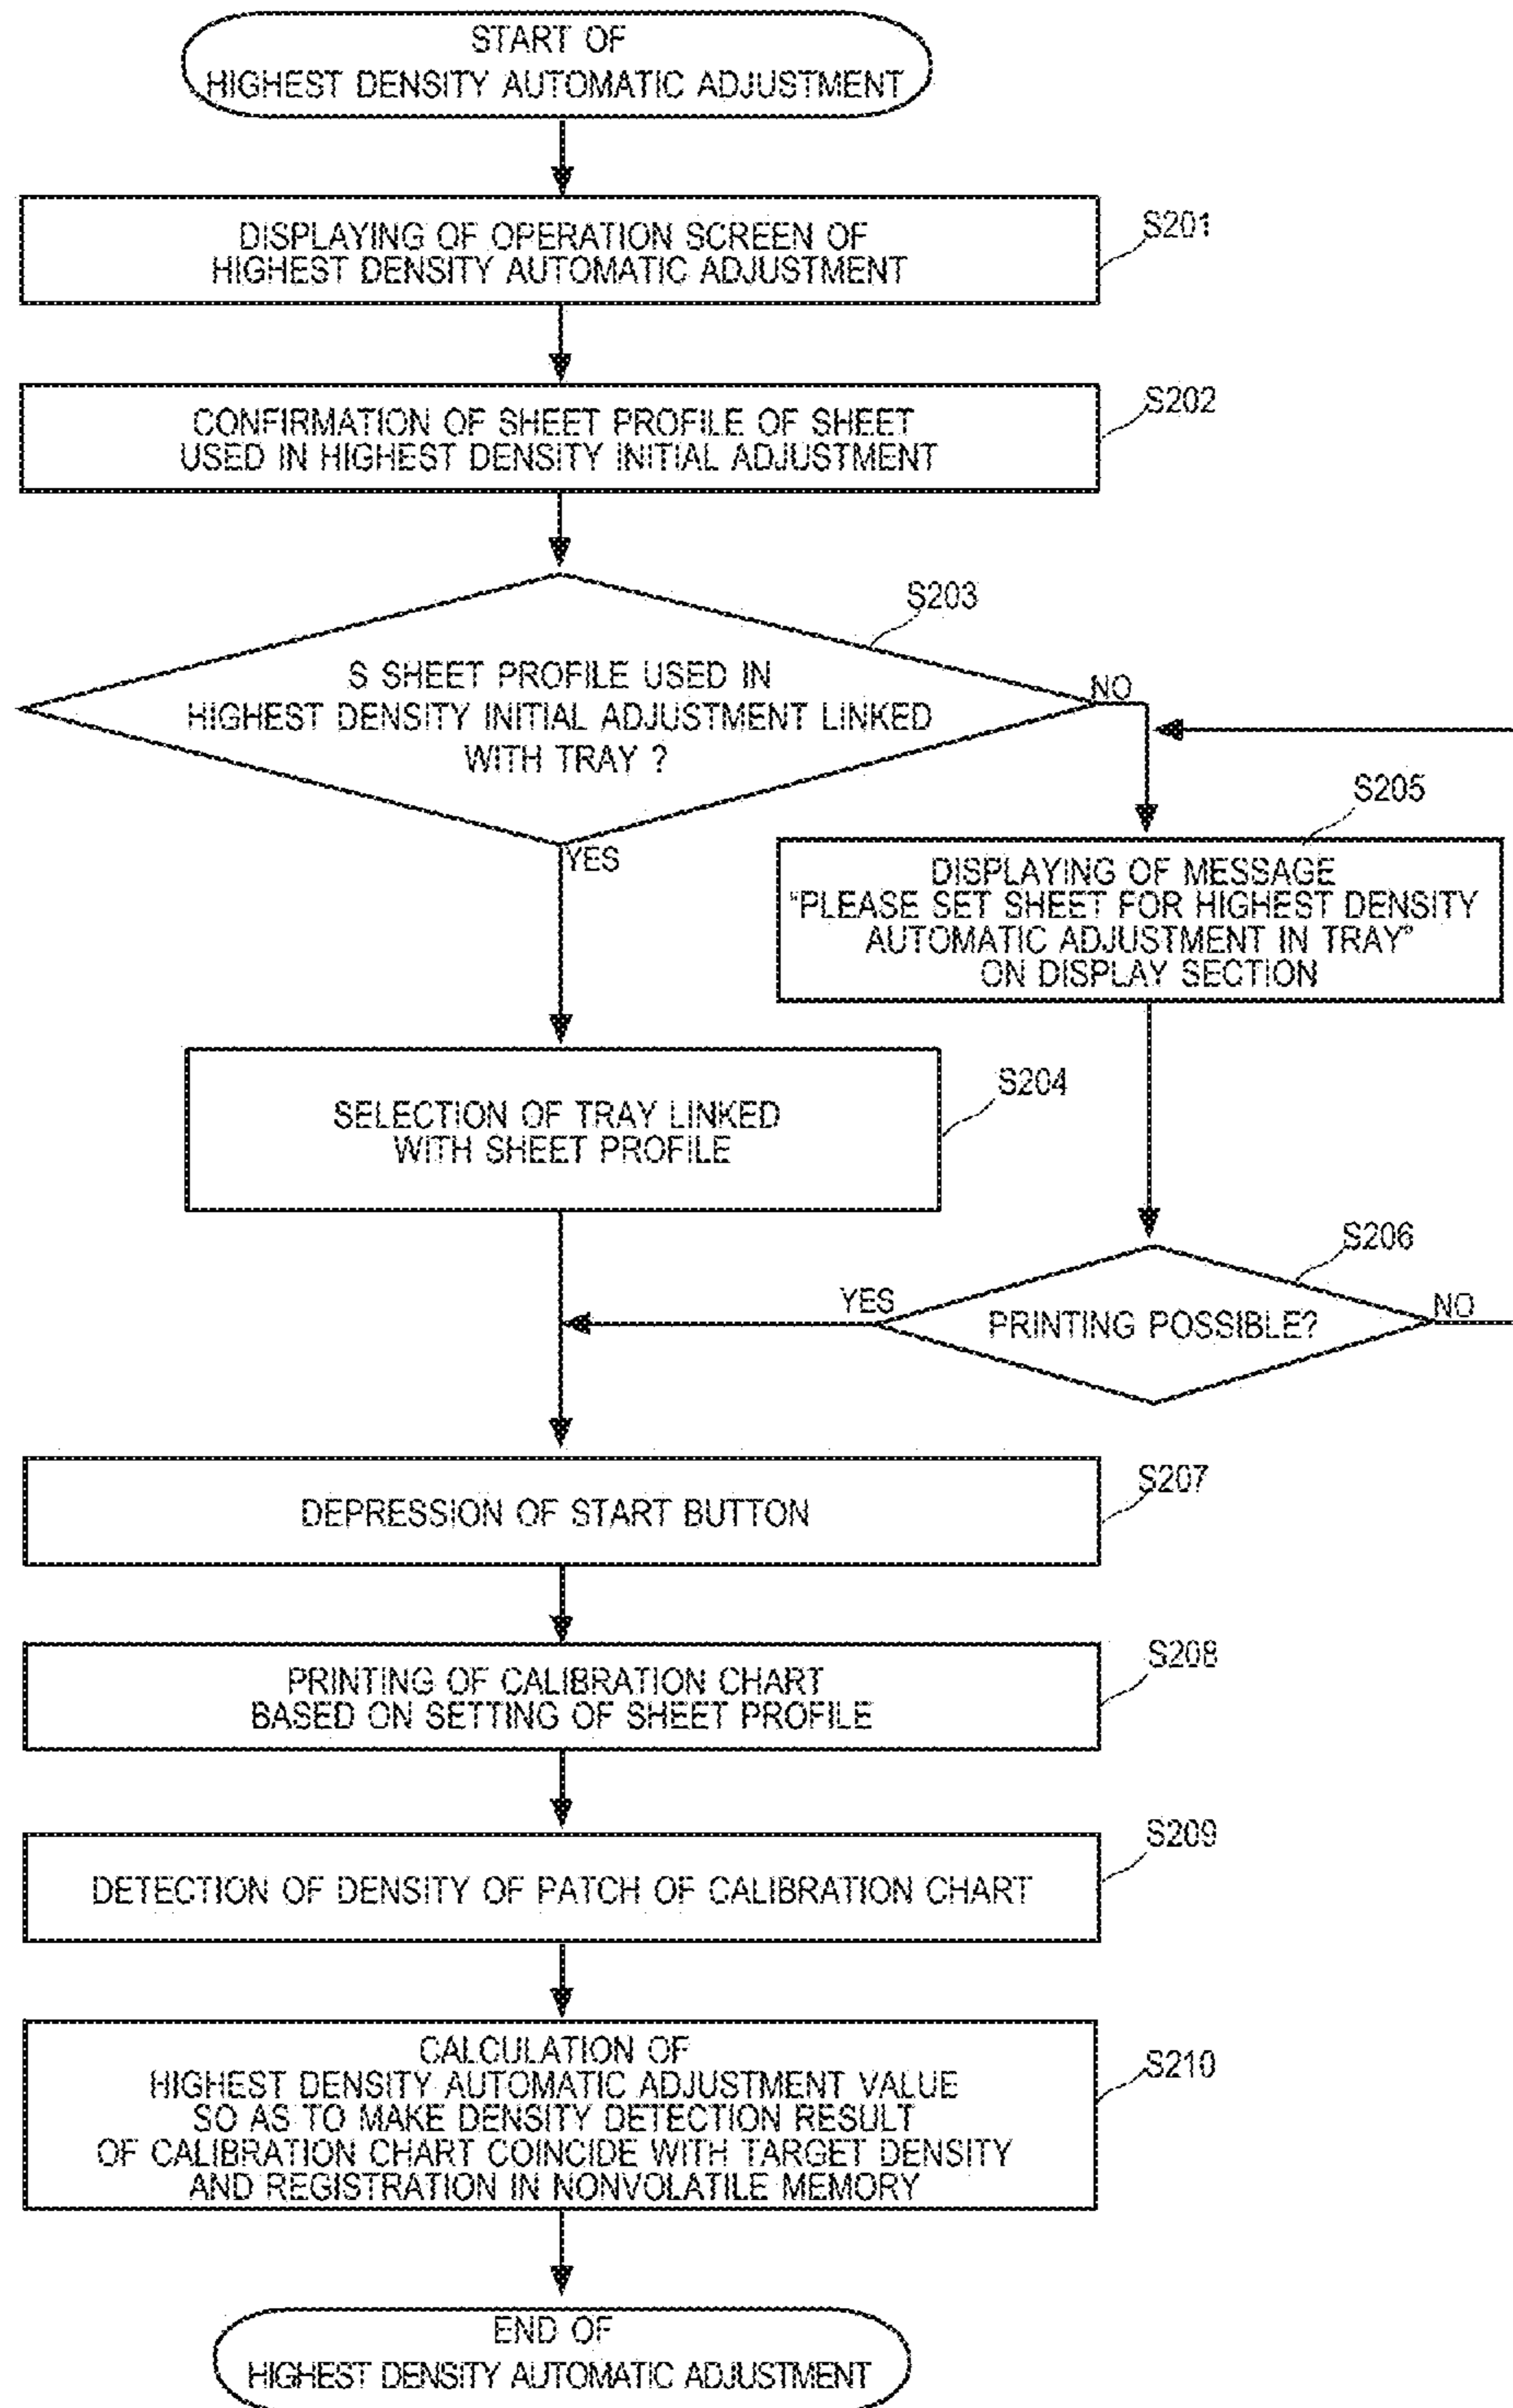 START OF
HIGHEST DENSITY AUTOMATIC ADJUSTMENT
S201
DISPLAYING OF OPERATION SCREEN OF
HIGHEST DENSITY AUTOMATIC ADJUSTMENT
S202
CONFIRMATION OF SHEET PROFILE OF SHEET
USED IN HIGHEST DENSITY INITIAL ADJUSTMENT
S203
S SHEET PROFILE USED IN
HIGHEST DENSITY INITIAL ADJUSTMENT LINKED
WITH TRAY ?
NO
YES
S205
DISPLAYING OF MESSAGE
"PLEASE SET SHEET FOR HIGHEST DENSITY
AUTOMATIC ADJUSTMENT IN TRAY"
ON DISPLAY SECTION
S204
SELECTION OF TRAY LINKED
WITH SHEET PROFILE
S206
YES
PRINTING POSSIBLE?
NO
S207
DEPRESSION OF START BUTTON
S208
PRINTING OF CALIBRATION CHART
BASED ON SETTING OF SHEET PROFILE
S209
DETECTION OF DENSITY OF PATCH OF CALIBRATION CHART
S210
CALCULATION OF
HIGHEST DENSITY AUTOMATIC ADJUSTMENT VALUE
SO AS TO MAKE DENSITY DETECTION RESULT
OF CALIBRATION CHART COINCIDE WITH TARGET DENSITY
AND REGISTRATION IN NONVOLATILE MEMORY
END OF
HIGHEST DENSITY AUTOMATIC ADJUSTMENT